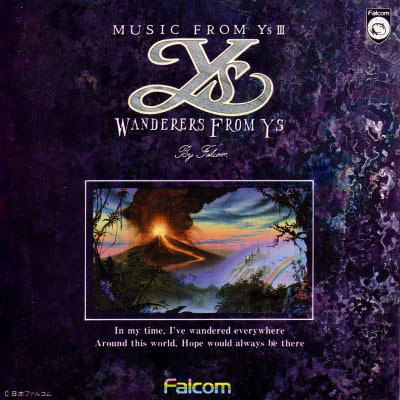 MUSIC FROM Ys III
Falcom
Ys
WANDERERS FROM YS
By Falcom
In my time, I've wandered everywhere
Around this world, Hope would always be there
© 日本ファルコム
Falcom